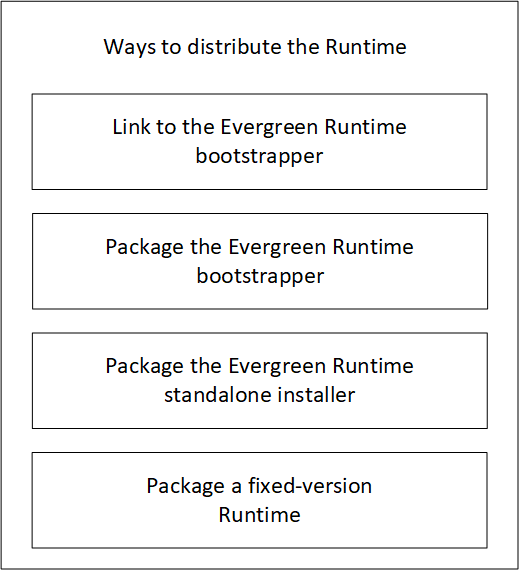 Ways to distribute the Runtime
Link to the Evergreen Runtime
bootstrapper
Package the Evergreen Runtime
bootstrapper
Package the Evergreen Runtime
standalone installer
Package a fixed-version
Runtime